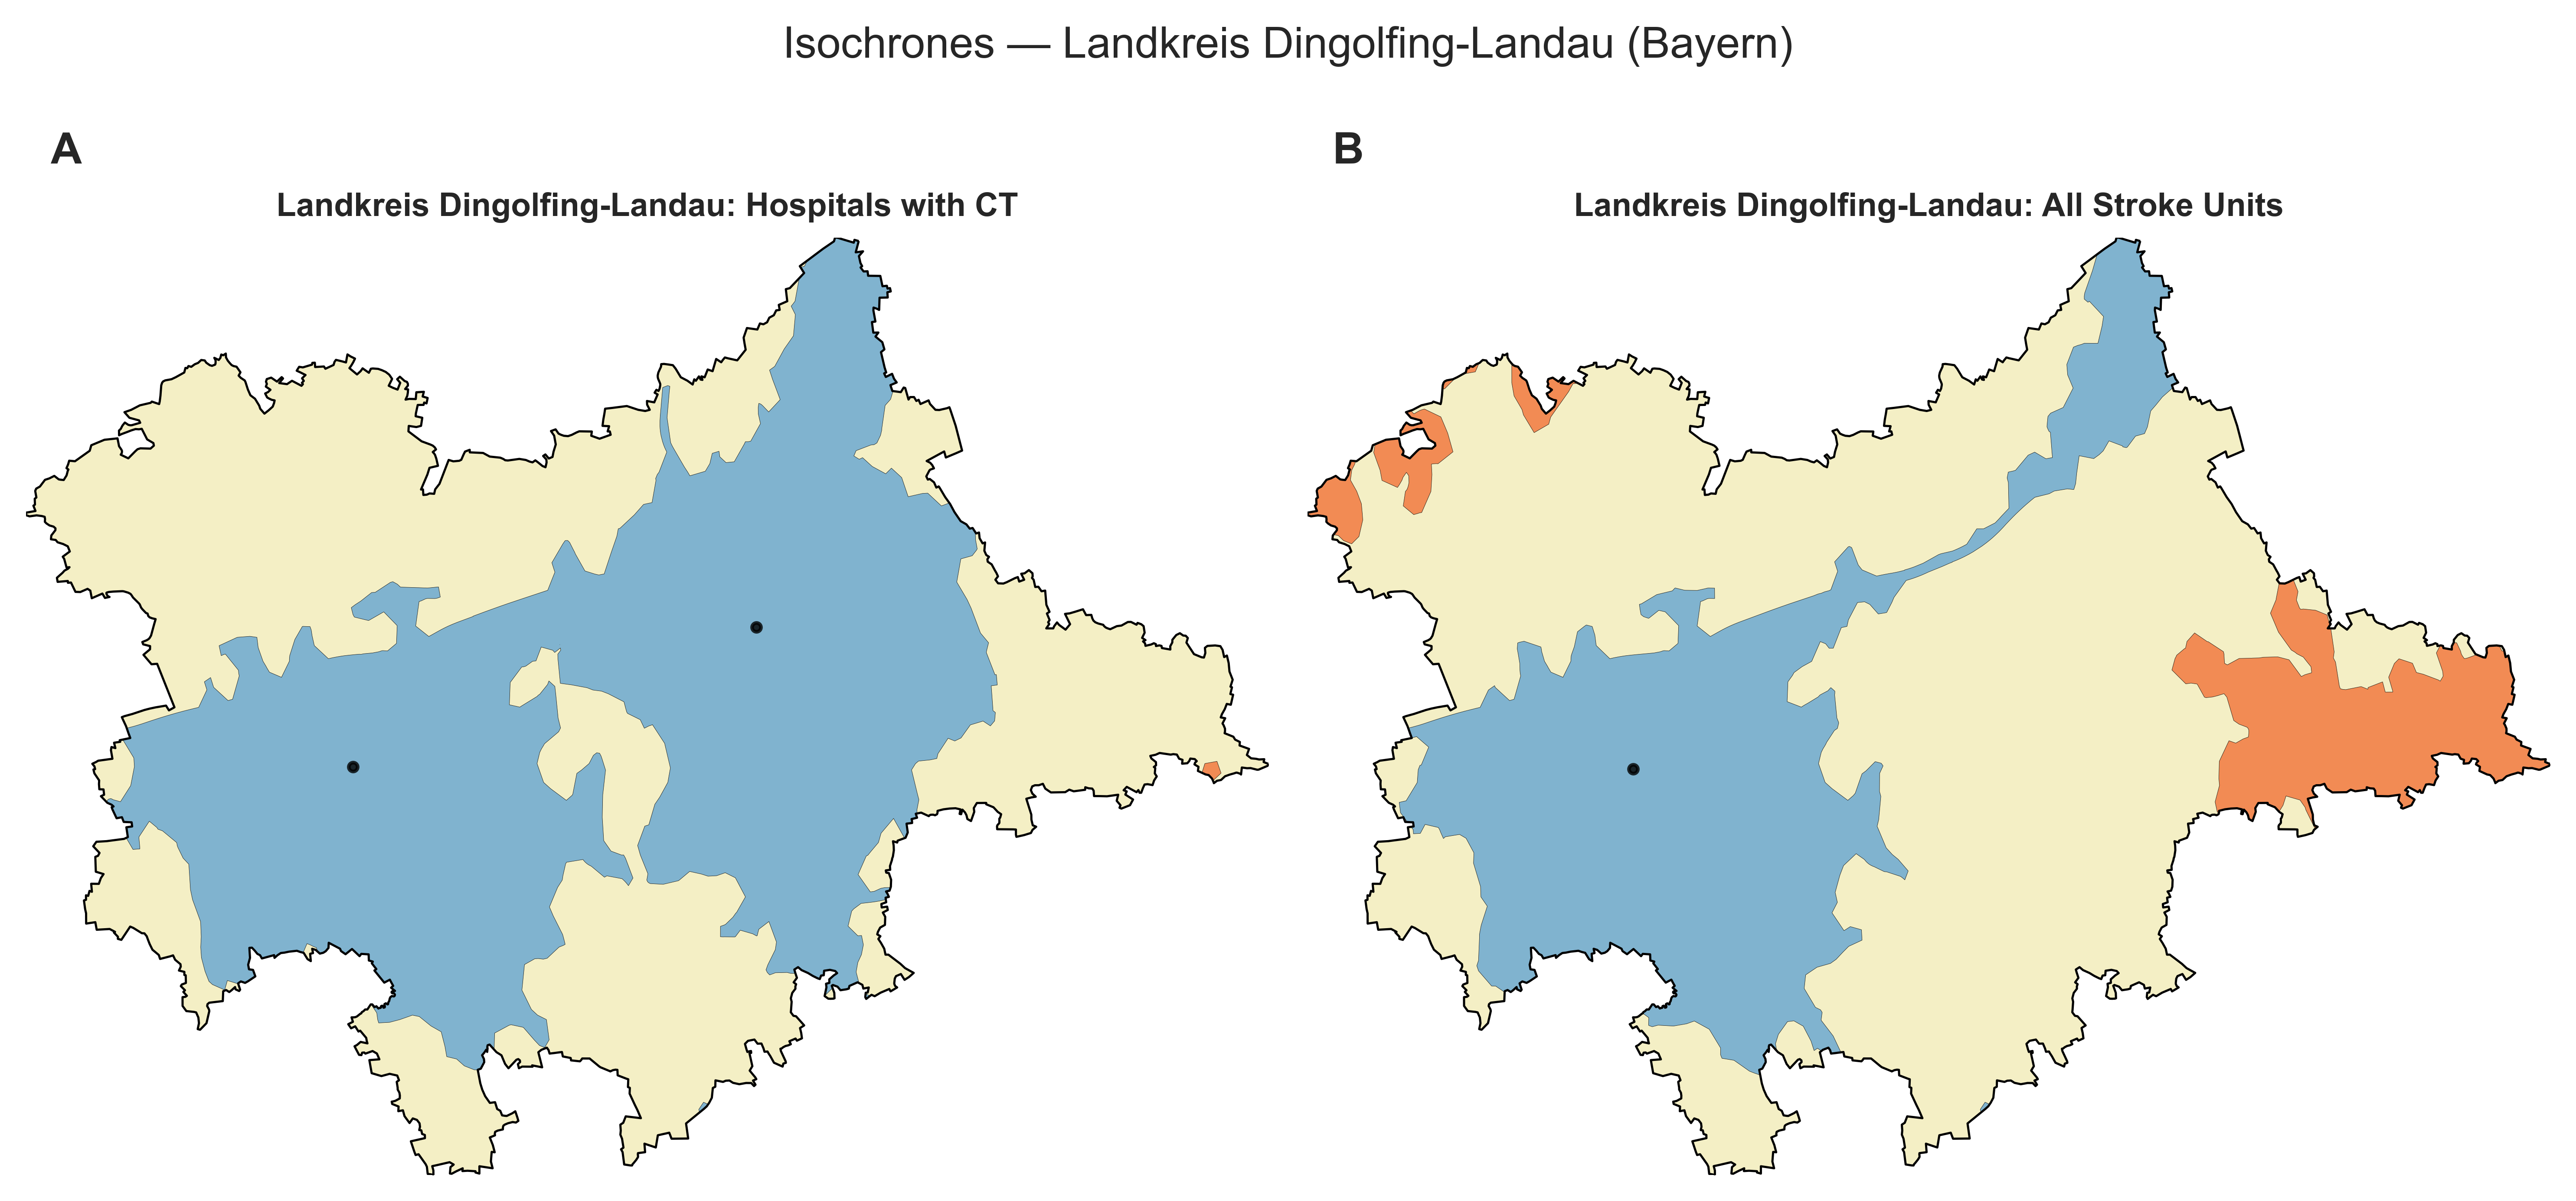 Isochrones — Landkreis Dingolfing-Landau (Bayern)
A
B
Landkreis Dingolfing-Landau: Hospitals with CT
Landkreis Dingolfing-Landau: All Stroke Units